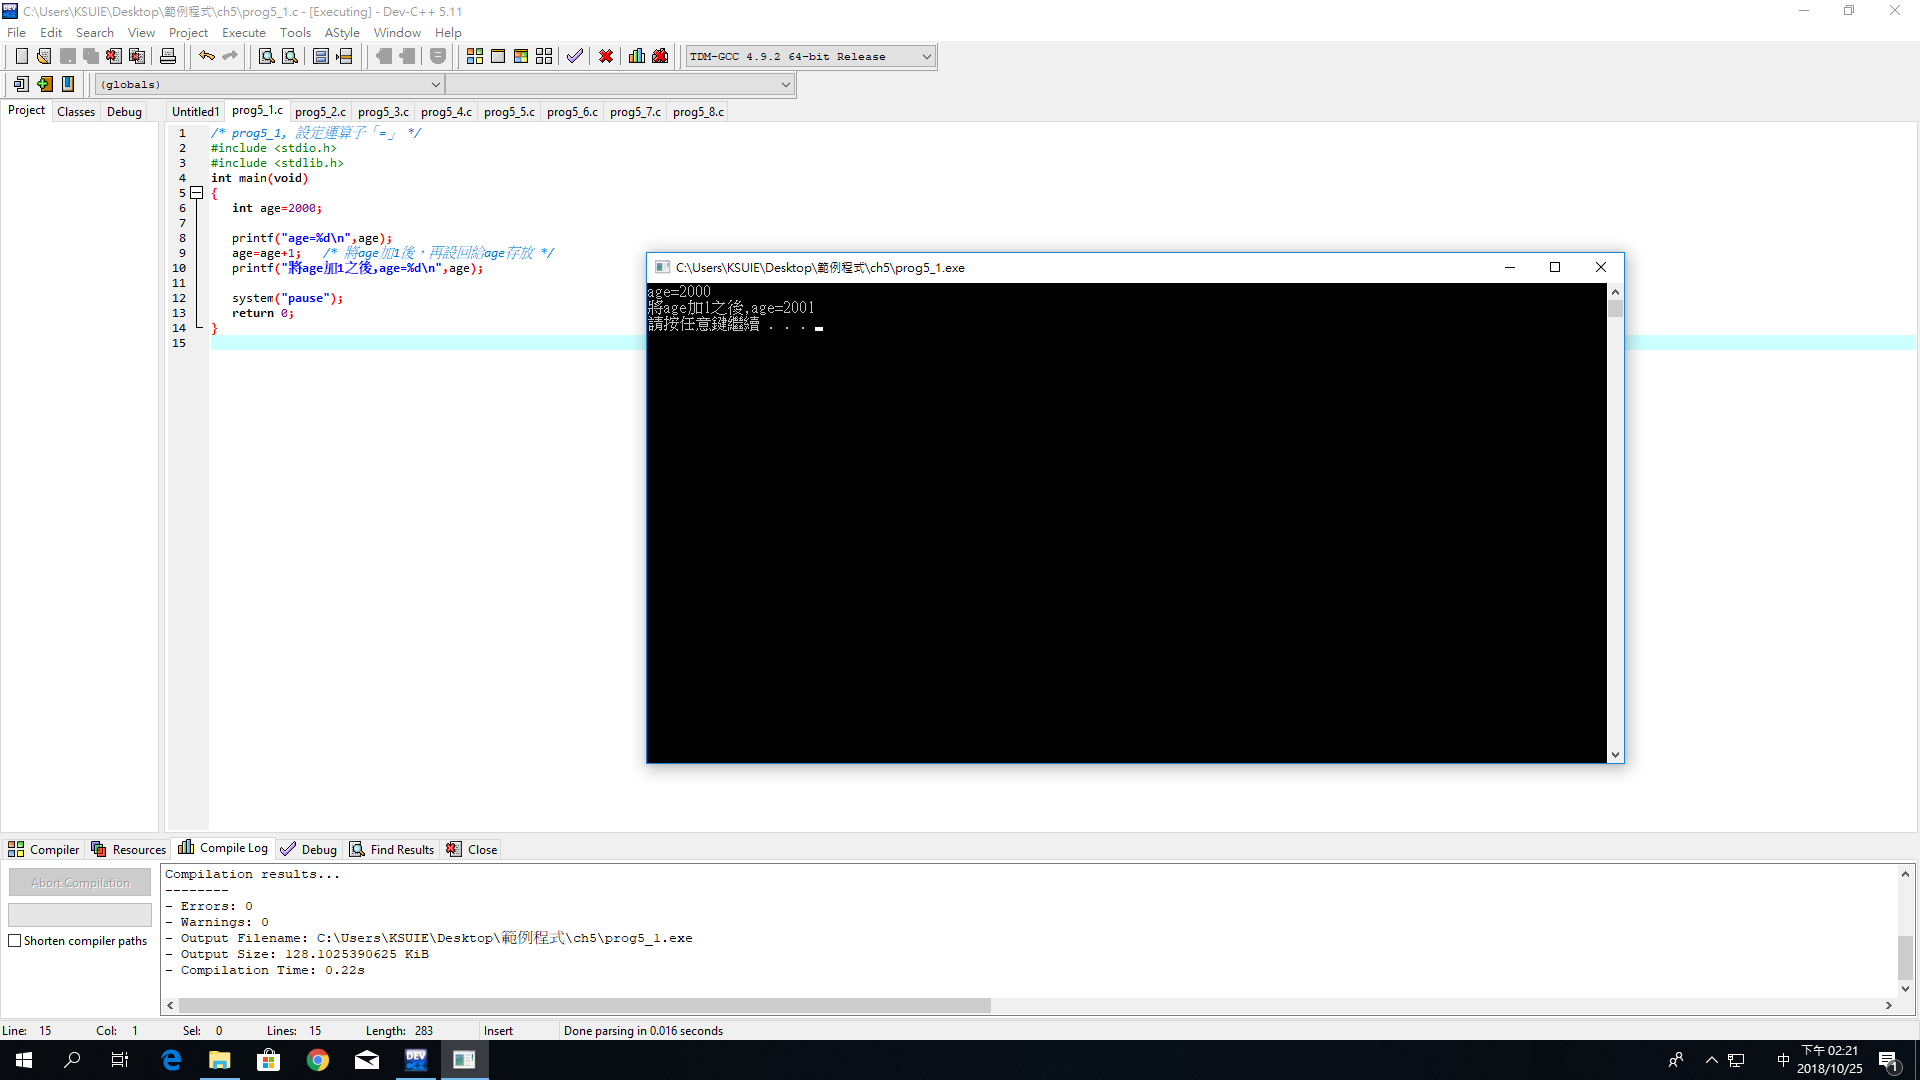 C:\Users\KSUIE\Desktop\範例程式\ch5\prog5_1.c - [Executing] - Dev-C++ 5.11
File Edit Search View Project Execute Tools AStyle Window Help
TDM-GCC 4.9.2 64-bit Release
(globals)
Project Classes Debug
Untitled1 prog5_1.c prog5_2.c prog5_3.c prog5_4.c prog5_5.c prog5_6.c prog5_7.c prog5_8.c
1 /* prog5_1, 設定運算子「=」 */
2 #include <stdio.h>
3 #include <stdlib.h>
4 int main(void)
5 {
6 int age=2000;
7
8 printf("age=%d\n",age);
9 age=age+1; /* 將age加1後，再設回給age存放 */
10 printf("將age加1之後,age=%d\n",age);
11
12 system("pause");
13 return 0;
14 }
15
C:\Users\KSUIE\Desktop\範例程式\ch5\prog5_1.exe
age=2000
將age加1之後,age=2001
請按任意鍵繼續 . . .
Compiler Resources Compile Log Debug Find Results Close
Abort Compilation
Shorten compiler paths
Compilation results...
--------
- Errors: 0
- Warnings: 0
- Output Filename: C:\Users\KSUIE\Desktop\範例程式\ch5\prog5_1.exe
- Output Size: 128.1025390625 KiB
- Compilation Time: 0.22s
Line: 15 Col: 1 Sel: 0 Lines: 15 Length: 283 Insert Done parsing in 0.016 seconds
DEV
中
下午 02:21
2018/10/25
1